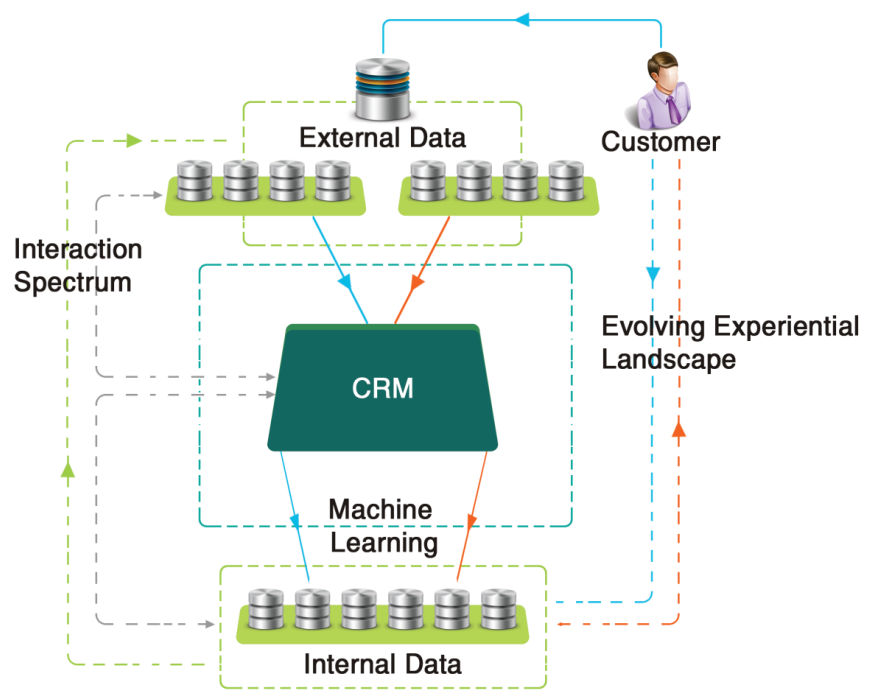 External Data
Customer
Interaction
Spectrum
Evolving Experiential
Landscape
CRM
Machine
Learning
Internal Data